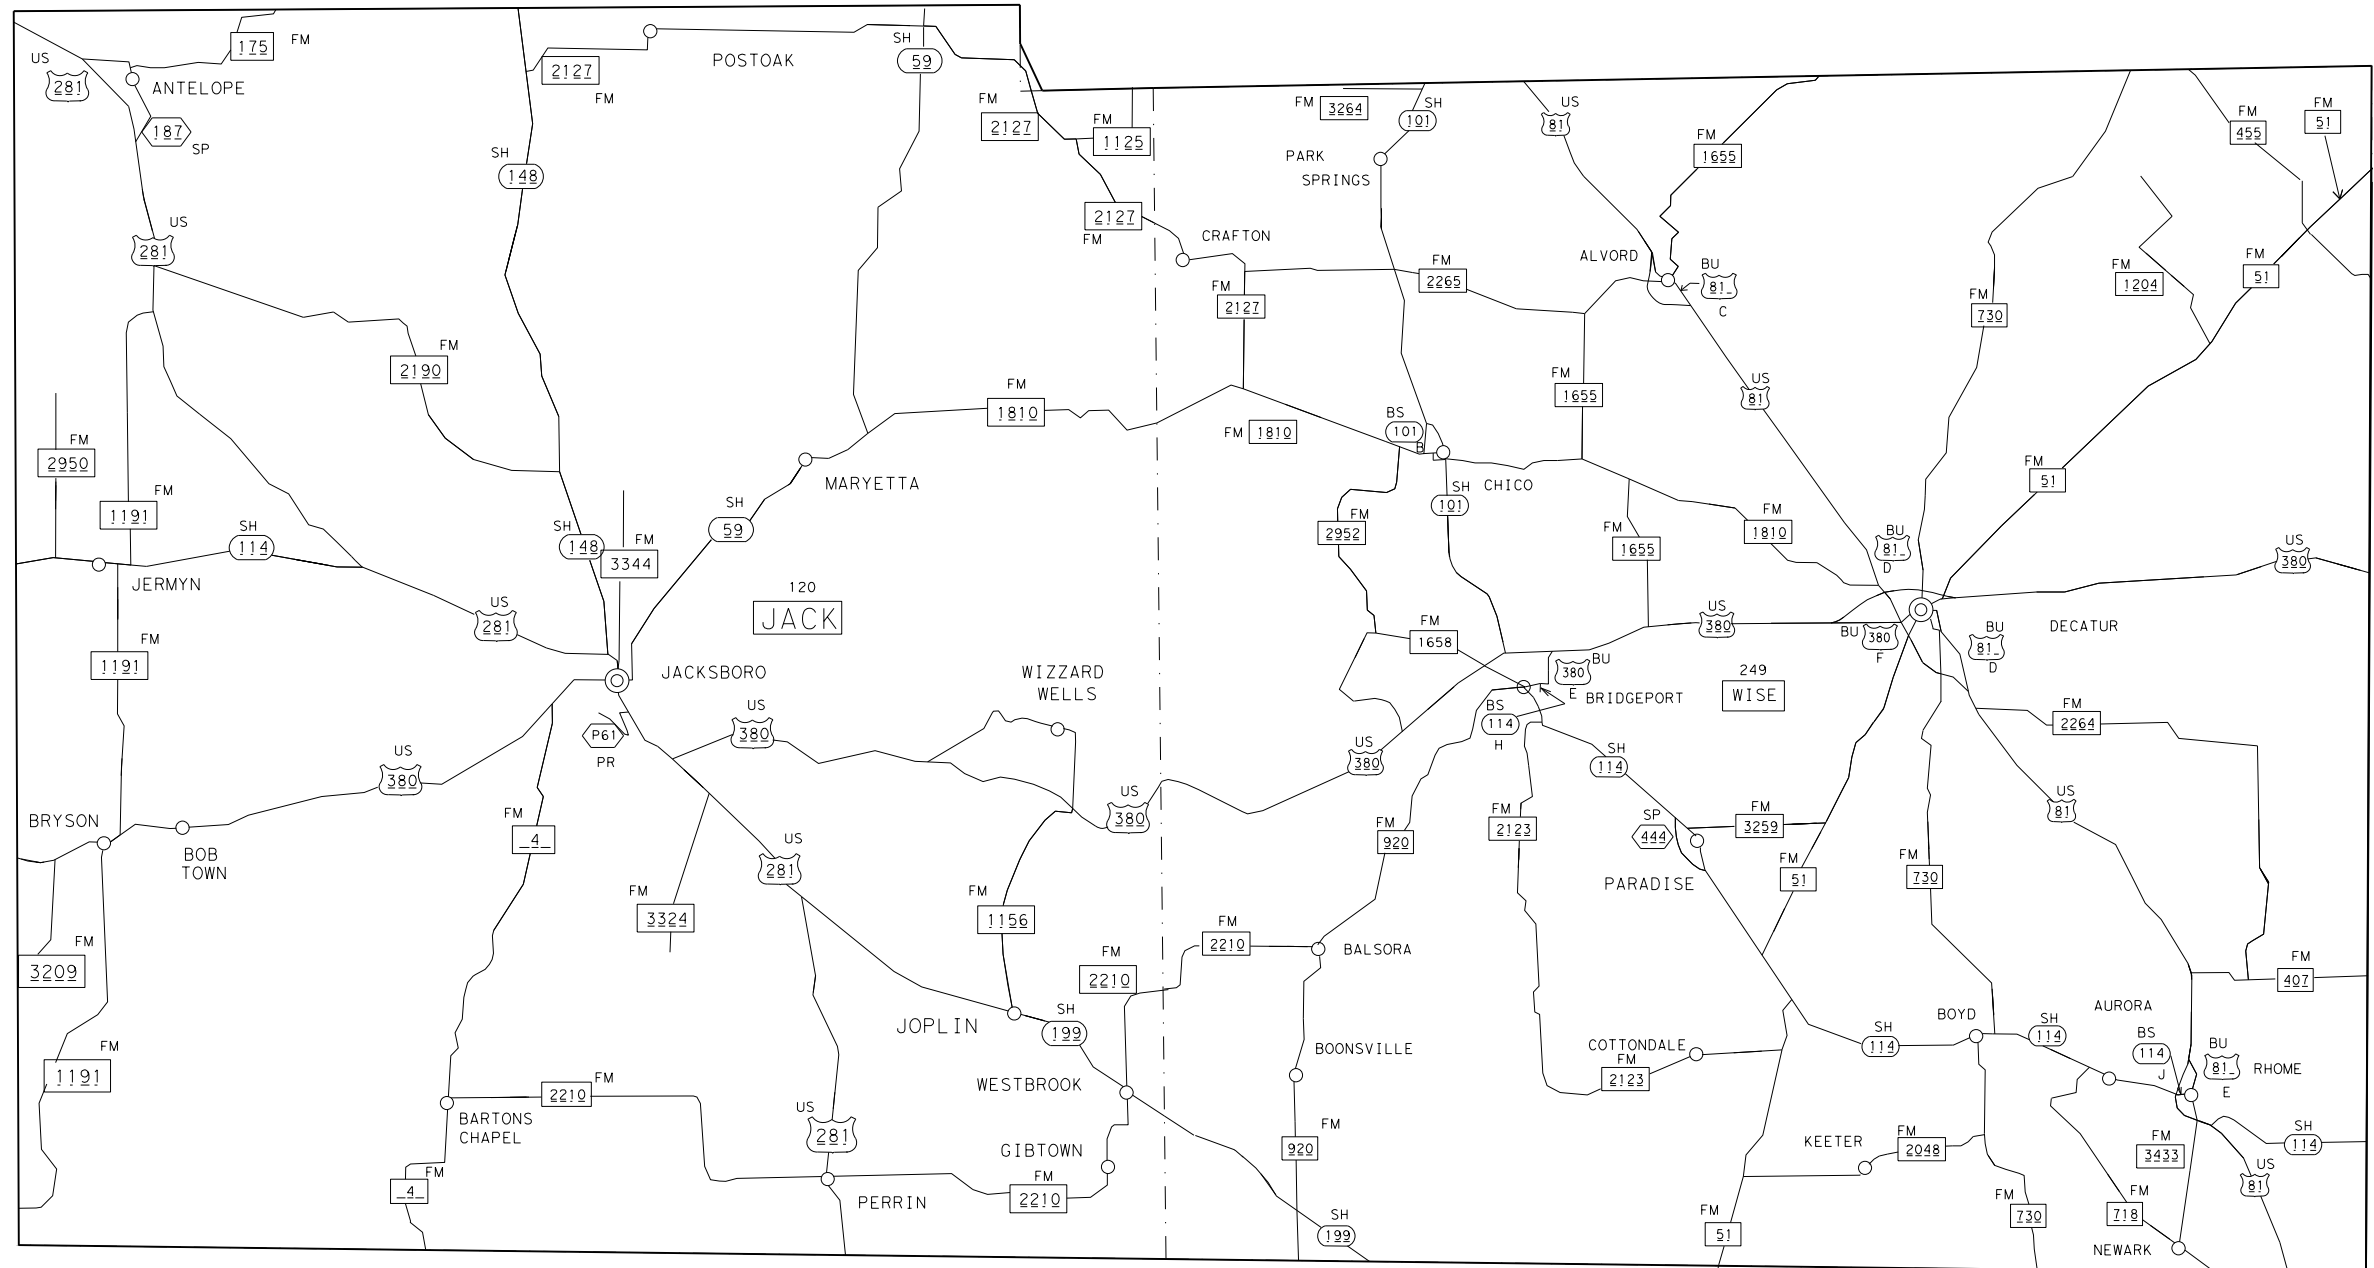 US
281
ANTELOPE
175
FM
187
SP
2127
FM
POSTOAK
SH
59
FM
2127
FM
1125
2127
FM
SH
148
US
281
FM
2190
FM
2950
FM
1191
SH
114
JERMYN
FM
1191
SH
148
FM
3344
SH
59
MARYETTA
FM
1810
120
JACK
US
281
JACKSBORO
P61
PR
US
380
US
380
WIZZARD
WELLS
US
380
BRYSON
BOB
TOWN
FM
4
FM
3324
US
281
FM
1156
FM
3209
FM
1191
FM
2210
JOPLIN
SH
199
WESTBROOK
BARTONS
CHAPEL
2210
FM
US
281
GIBTOWN
FM
2210
PERRIN
FM
4
FM
3264
SH
101
PARK
SPRINGS
US
81
FM
1655
FM
455
FM
51
CRAFTON
FM
2127
FM
2265
ALVORD
BU
81
C
FM
730
FM
1204
FM
51
FM
1810
BS
101
B
FM
1655
US
81
CHICO
SH
101
FM
2952
FM
1655
FM
1810
FM
51
BU
81
D
US
380
FM
1658
US
380
BU
380
F
BU
81
D
DECATUR
BU
380
E
BRIDGEPORT
BS
114
H
249
WISE
US
380
SH
114
FM
2264
FM
920
FM
2123
SP
444
FM
3259
PARADISE
FM
51
FM
730
US
81
FM
2210
BALSORA
FM
407
BOONSVILLE
COTTONDALE
FM
2123
SH
114
BOYD
SH
114
AURORA
BS
114
J
BU
81
E
RHOME
FM
920
KEETER
FM
2048
FM
3433
SH
114
US
81
SH
199
FM
51
FM
730
FM
718
NEWARK